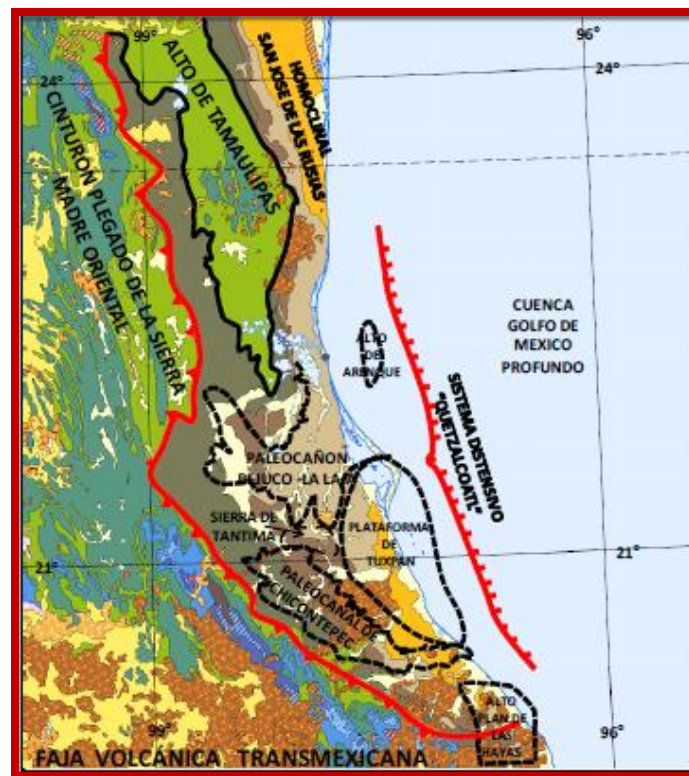 99°
96°
24°
24°
ALTO DE TAMAULIPAS
HOMOCLINAL
SAN JOSE DE LAS RUSIAS
CINTURON PLEGADO DE LA SIERRA
MADRE ORIENTAL
CUENCA
GOLFO DE
MEXICO
PROFUNDO
ALTO
DE
ARENQUE
SISTEMA DISTENSIVO
"QUETZALCOATL"
PALEOCAÑON
BEJUCO -LA LAJA
SIERRA DE
TANTIMA
PLATAFORMA
DE
TUXPAN
PALEOCANAL DE
CHICONTEPEC
21°
21°
ALTO
PLAN DE
LAS
HAYAS
99°
96°
FAJA VOLCÁNICA TRANSMEXICANA